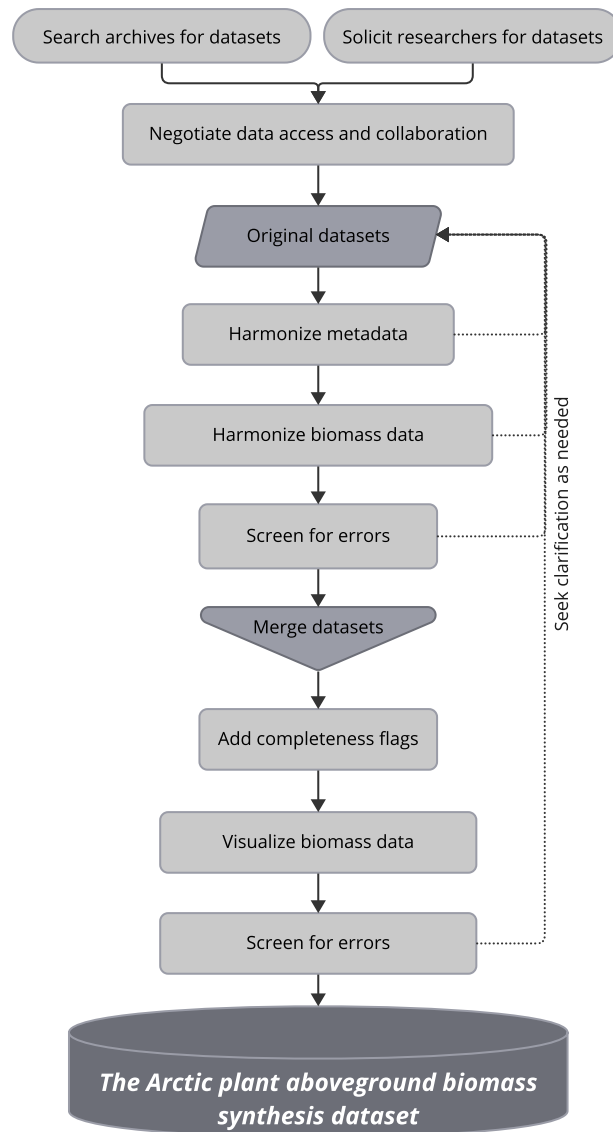 Search archives for datasets
Solicit researchers for datasets
Negotiate data access and collaboration
Original datasets
Harmonize metadata
Harmonize biomass data
Seek clarification as needed
Screen for errors
Merge datasets
Add completeness flags
Visualize biomass data
Screen for errors
The Arctic plant aboveground biomass
synthesis dataset